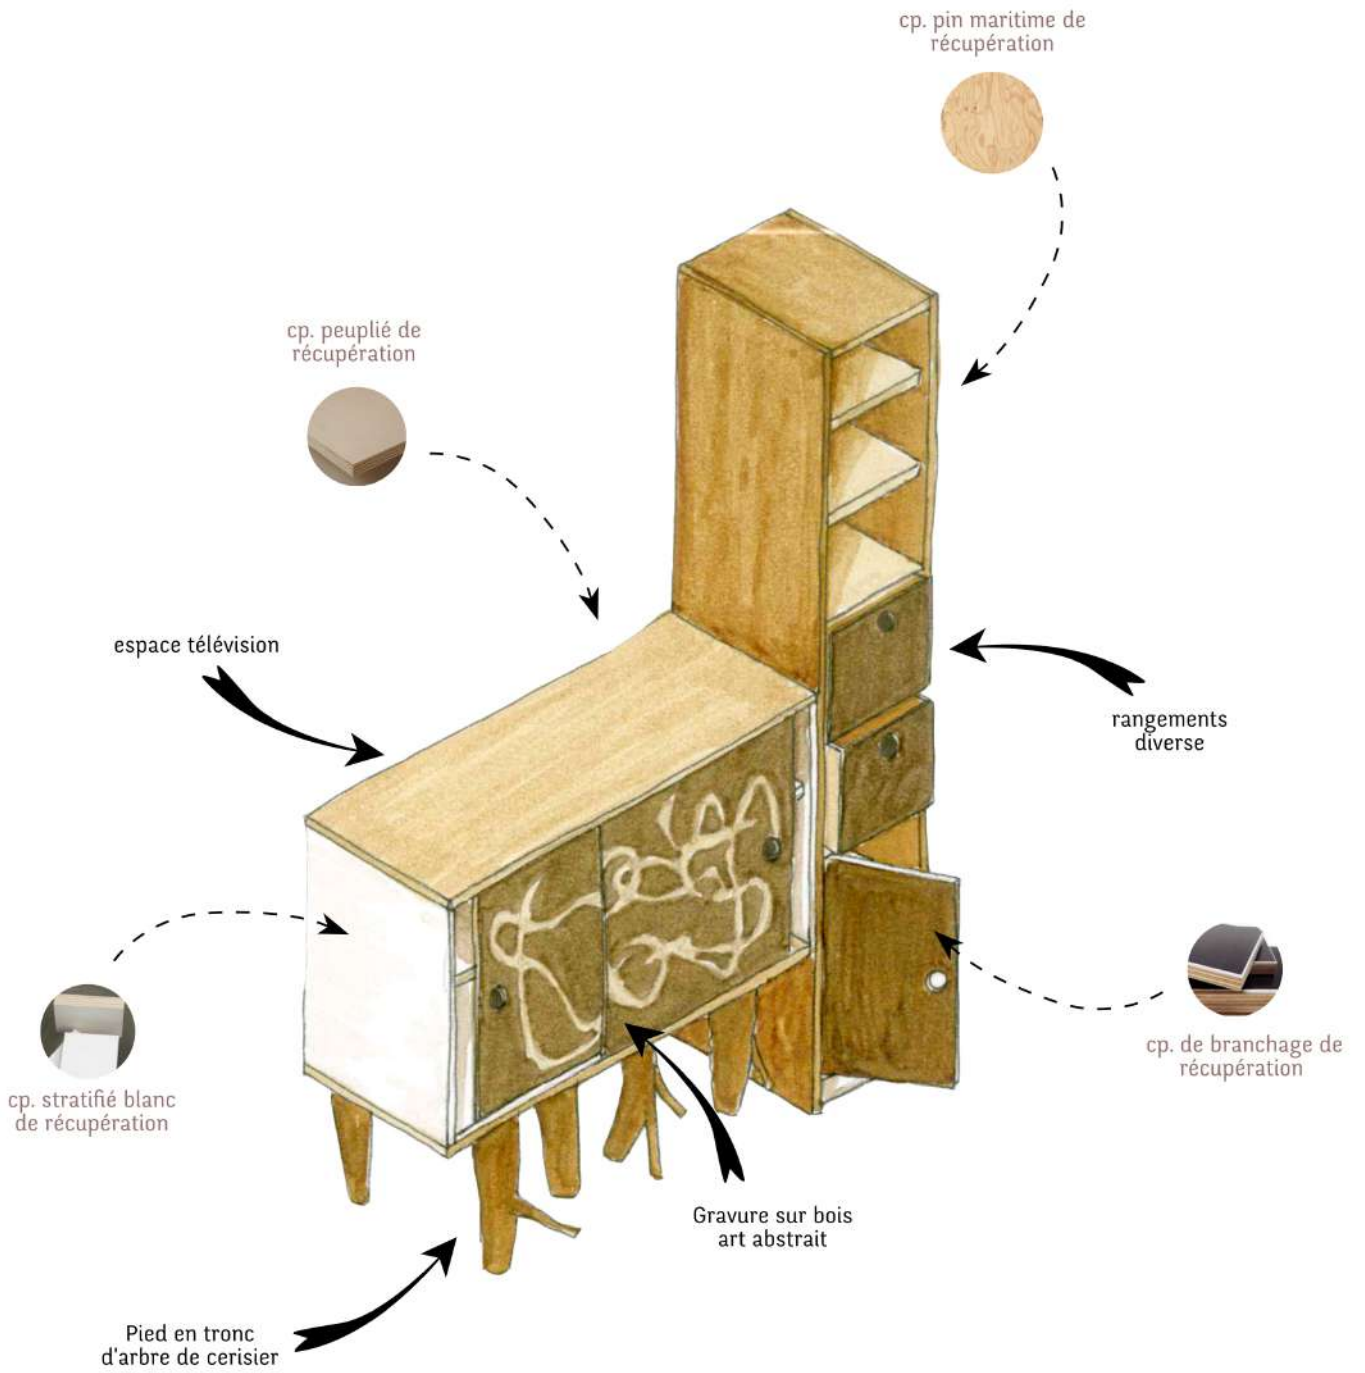 cp. pin maritime de
récupération
cp. peuplié de
récupération
espace télévision
rangements
diverse
cp. de branchage de
récupération
cp. stratifié blanc
de récupération
Gravure sur bois
art abstrait
Pied en tronc
d'arbre de cerisier